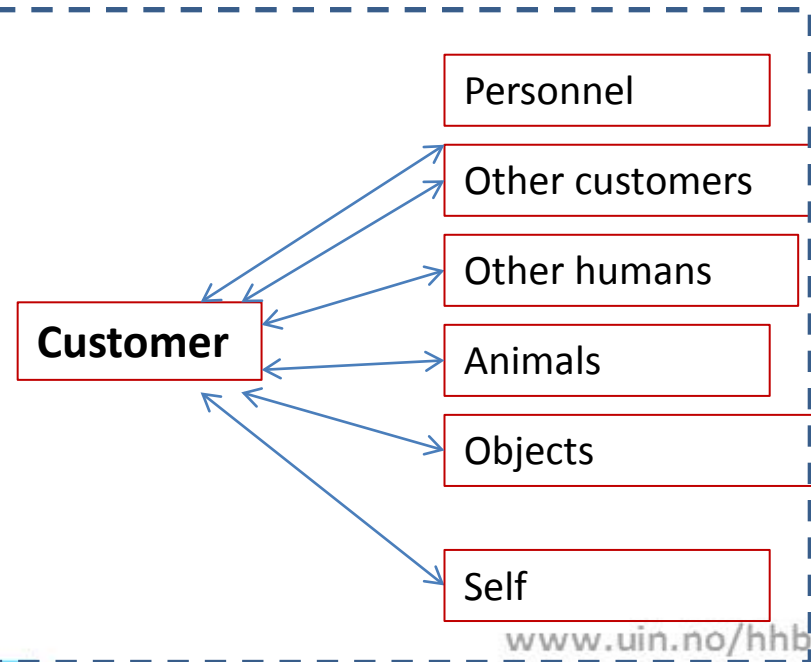 Personnel
Other customers
Other humans
Customer
Animals
Objects
Self
www.uin.no/hhb